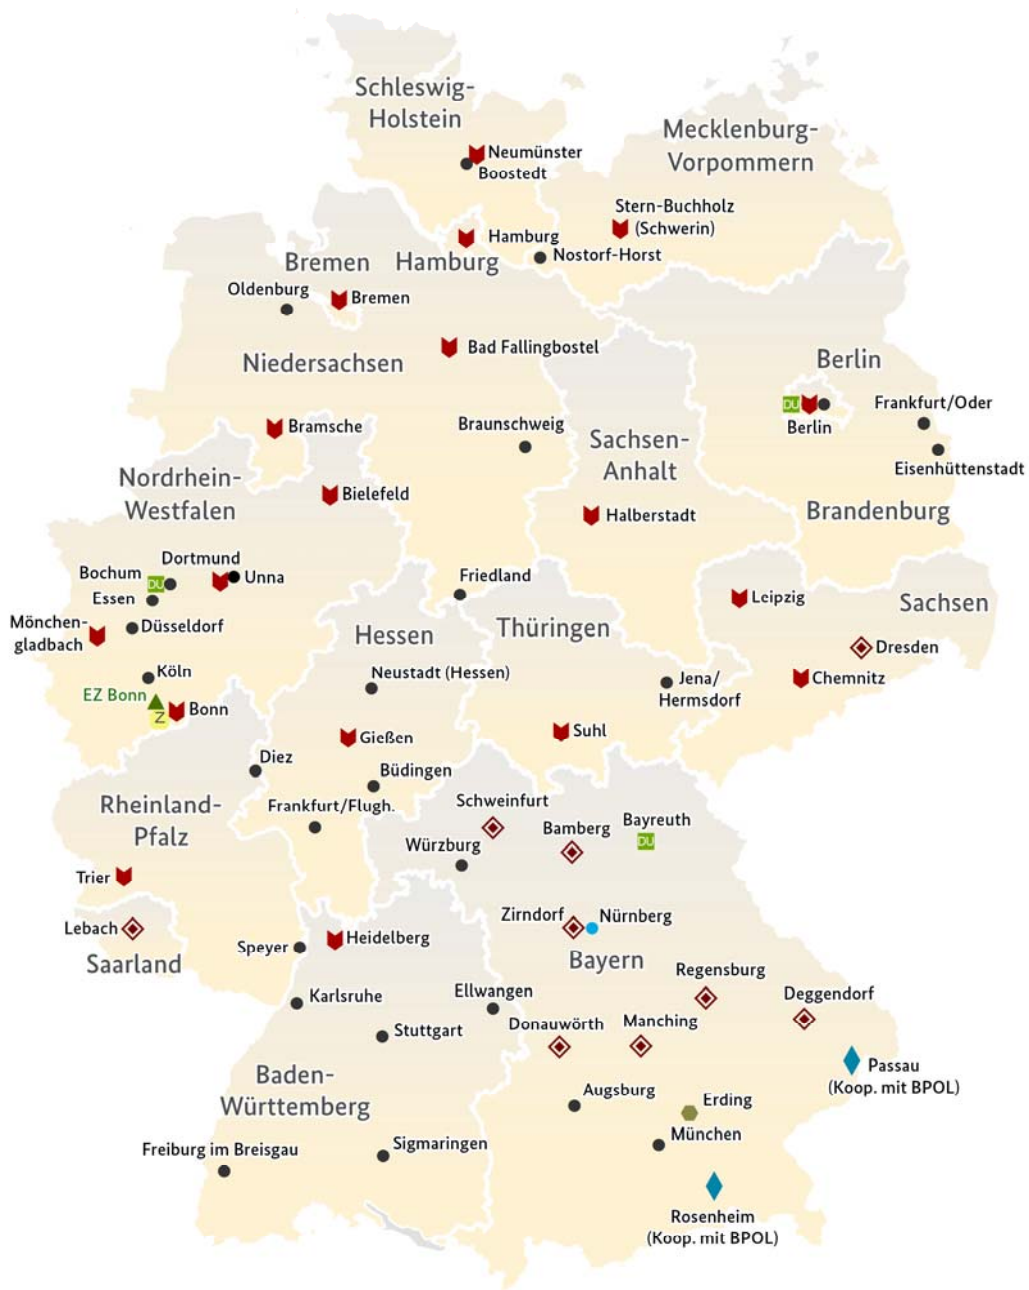 Schleswig-
Holstein
Mecklenburg-
Vorpommern
Neumünster
Boostedt
Stern-Buchholz
(Schwerin)
Hamburg
Nostorf-Horst
Bremen
Hamburg
Oldenburg
Bremen
Bad Fallingbostel
Niedersachsen
Berlin
DU
Berlin
Frankfurt/Oder
Bramsche
Braunschweig
Sachsen-
Anhalt
Eisenhüttenstadt
Nordrhein-
Westfalen
Bielefeld
Halberstadt
Brandenburg
Dortmund
Bochum
DU
Unna
Essen
Friedland
Leipzig
Sachsen
Mönchen-
gladbach
Düsseldorf
Hessen
Thüringen
Dresden
Köln
Neustadt (Hessen)
Jena/
Hermsdorf
Chemnitz
EZ Bonn
Z
Bonn
Gießen
Suhl
Diez
Büdingen
Rheinland-
Pfalz
Frankfurt/Flugh.
Schweinfurt
Bamberg
Bayreuth
DU
Würzburg
Trier
Lebach
Saarland
Speyer
Heidelberg
Zirndorf
Nürnberg
Bayern
Regensburg
Karlsruhe
Ellwangen
Deggendorf
Stuttgart
Donauwörth
Manching
Passau
(Koop. mit BPOL)
Baden-
Württemberg
Augsburg
Erding
München
Freiburg im Breisgau
Sigmaringen
Rosenheim
(Koop. mit BPOL)